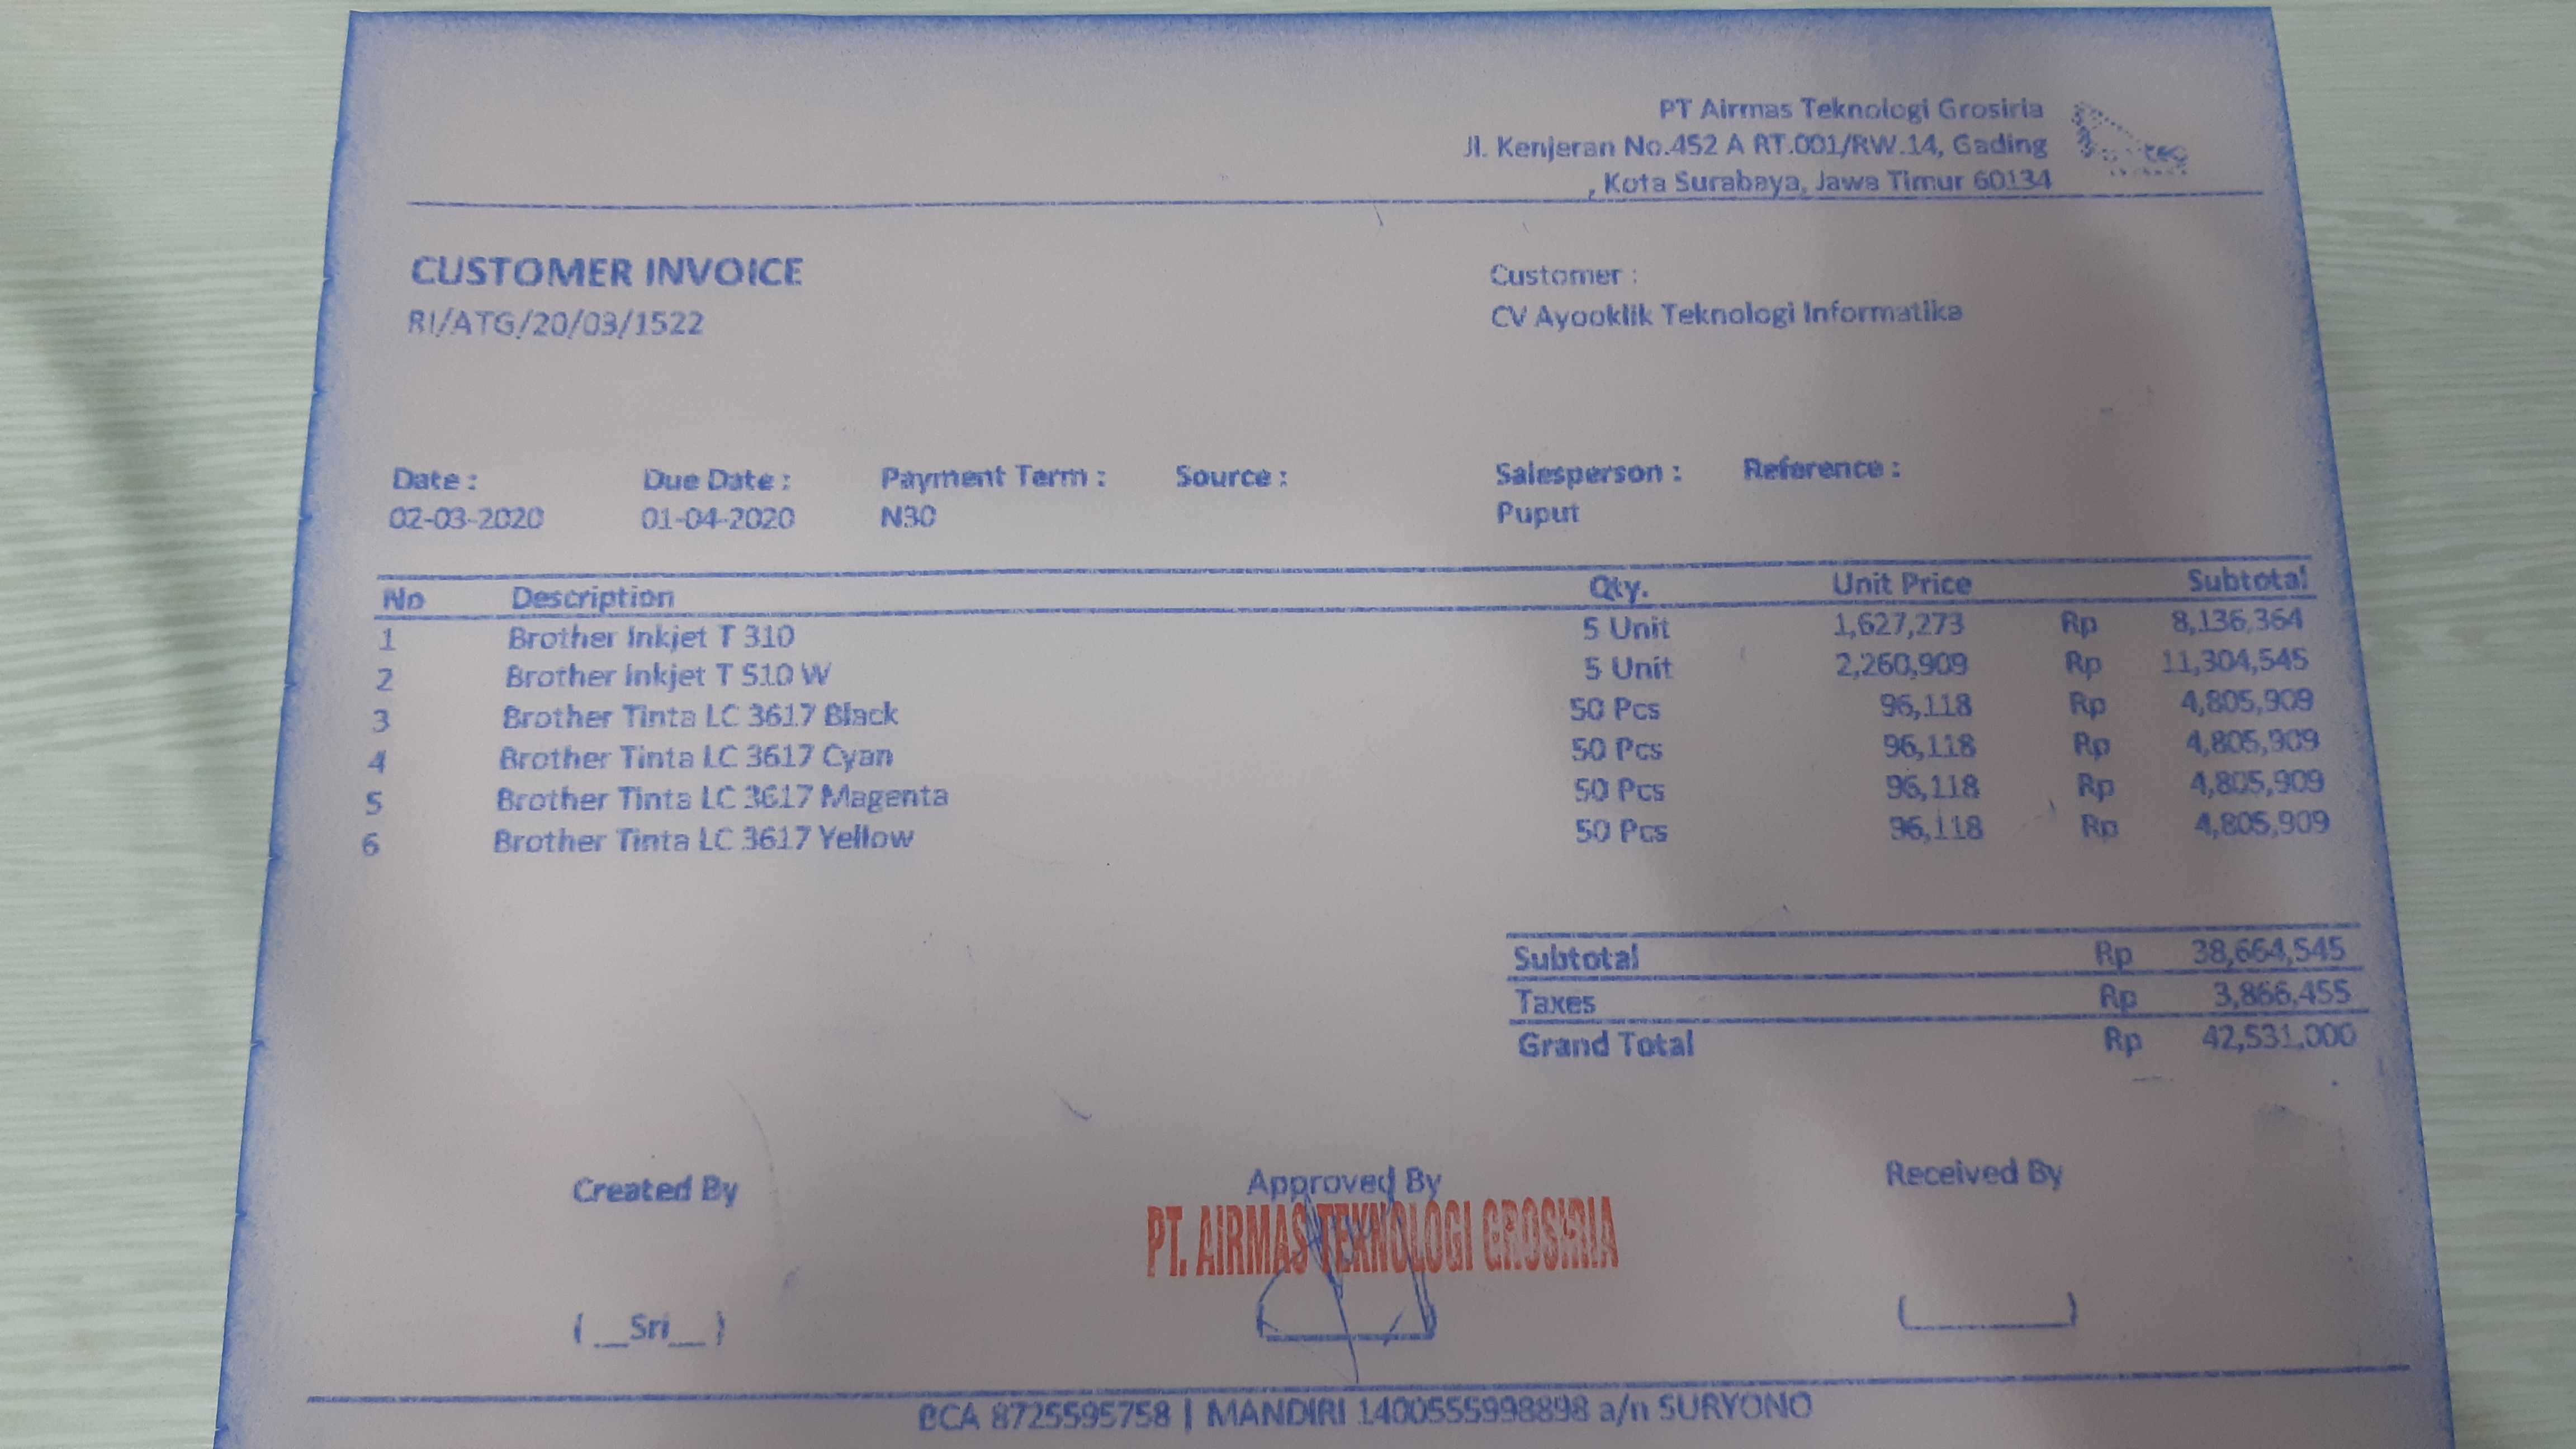 PT Airmas Teknologi Grosiria
Jl. Kenjeran No.452 A RT.001/RW.14, Gading
, Kota Surabaya, Jawa Timur 60134
CUSTOMER INVOICE
RI/ATG/20/03/1522
Customer :
CV Ayooklik Teknologi Informatika
Date : Due Date : Payment Term : Source : Salesperson : Reference :
02-03-2020 01-04-2020 N30 Puput
No Description Qty. Unit Price Subtotal
1 Brother Inkjet T 310 5 Unit 1,627,273 Rp 8,136,364
2 Brother Inkjet T 510 W 5 Unit 2,260,909 Rp 11,304,545
3 Brother Tinta LC 3617 Black 50 Pcs 96,118 Rp 4,805,909
4 Brother Tinta LC 3617 Cyan 50 Pcs 96,118 Rp 4,805,909
5 Brother Tinta LC 3617 Magenta 50 Pcs 96,118 Rp 4,805,909
6 Brother Tinta LC 3617 Yellow 50 Pcs 96,118 Rp 4,805,909
Subtotal Rp 38,664,545
Taxes Rp 3,866,455
Grand Total Rp 42,531,000
Created By Approved By Received By
PT. AIRMAS TEKNOLOGI GROSIRIA
( __Sri__ )
BCA 8725595758 | MANDIRI 1400555998898 a/n SURYONO